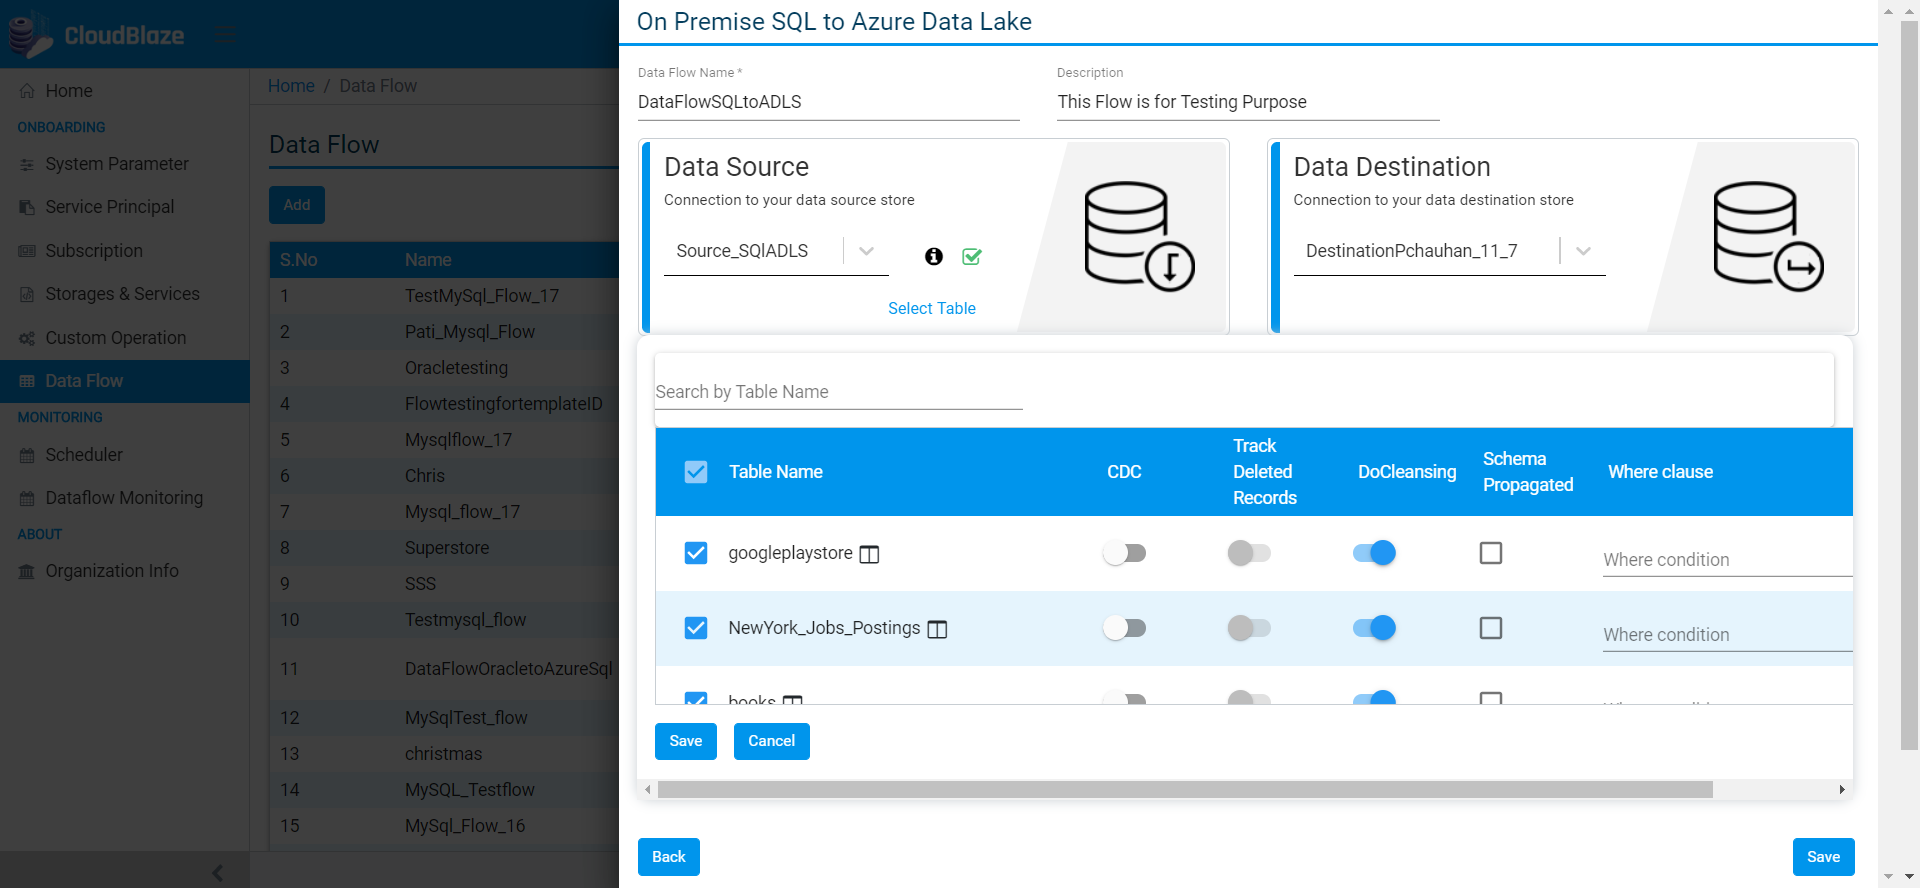 CloudBlaze
Home
ONBOARDING
System Parameter
Service Principal
Subscription
Storages & Services
Custom Operation
Data Flow
MONITORING
Scheduler
Dataflow Monitoring
ABOUT
Organization Info
Home / Data Flow
Data Flow
Add
S.No Name
1 TestMySql_Flow_17
2 Pati_Mysql_Flow
3 Oracletesting
4 FlowtestingfortemplateID
5 Mysqlflow_17
6 Chris
7 Mysql_flow_17
8 Superstore
9 SSS
10 Testmysql_flow
11 DataFlowOracletoAzureSql
12 MySqlTest_flow
13 christmas
14 MySQL_Testflow
15 MySql_Flow_16
On Premise SQL to Azure Data Lake
Data Flow Name *
DataFlowSQLtoADLS
Description
This Flow is for Testing Purpose
Data Source
Connection to your data source store
Source_SQlADLS
Select Table
Data Destination
Connection to your data destination store
DestinationPchauhan_11_7
Search by Table Name
Table Name CDC Track Deleted Records DoCleansing Schema Propagated Where clause
googleplaystore Where condition
NewYork_Jobs_Postings Where condition
books
Save Cancel
Back Save